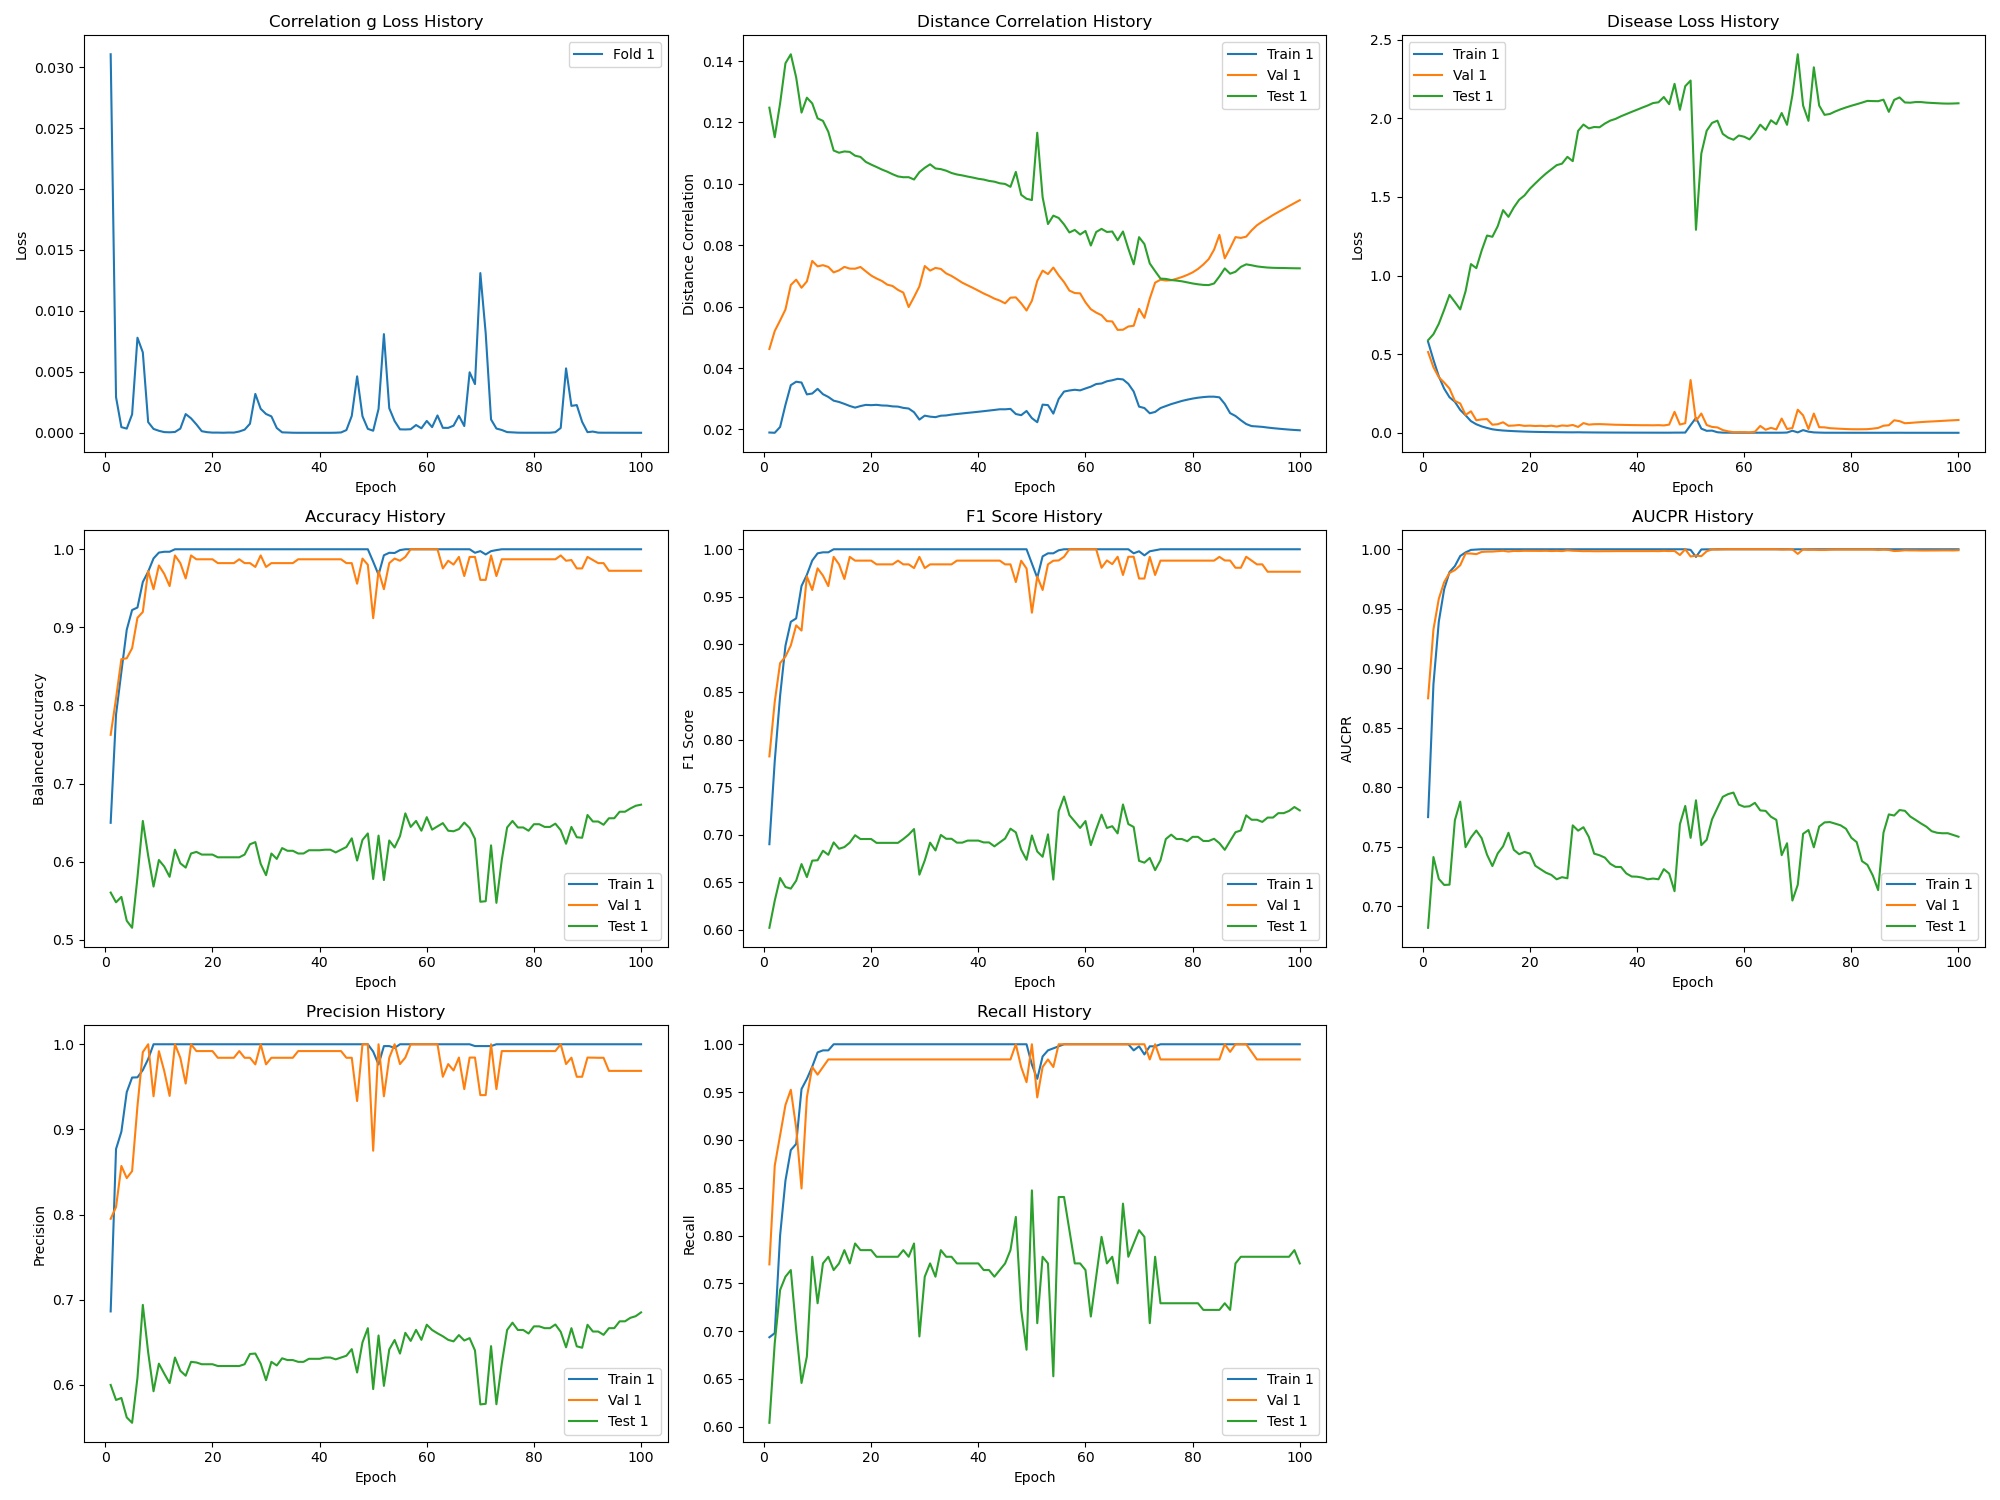 Correlation g Loss History
Loss
0.030
0.025
0.020
0.015
0.010
0.005
0.000
Fold 1
0 20 40 60 80 100
Epoch
Distance Correlation History
Distance Correlation
0.14
0.12
0.10
0.08
0.06
0.04
0.02
Train 1
Val 1
Test 1
0 20 40 60 80 100
Epoch
Disease Loss History
Loss
2.5
2.0
1.5
1.0
0.5
0.0
Train 1
Val 1
Test 1
0 20 40 60 80 100
Epoch
Accuracy History
Balanced Accuracy
1.0
0.9
0.8
0.7
0.6
0.5
Train 1
Val 1
Test 1
0 20 40 60 80 100
Epoch
F1 Score History
F1 Score
1.00
0.95
0.90
0.85
0.80
0.75
0.70
0.65
0.60
Train 1
Val 1
Test 1
0 20 40 60 80 100
Epoch
AUCPR History
AUCPR
1.00
0.95
0.90
0.85
0.80
0.75
0.70
Train 1
Val 1
Test 1
0 20 40 60 80 100
Epoch
Precision History
Precision
1.0
0.9
0.8
0.7
0.6
Train 1
Val 1
Test 1
0 20 40 60 80 100
Epoch
Recall History
Recall
1.00
0.95
0.90
0.85
0.80
0.75
0.70
0.65
0.60
Train 1
Val 1
Test 1
0 20 40 60 80 100
Epoch